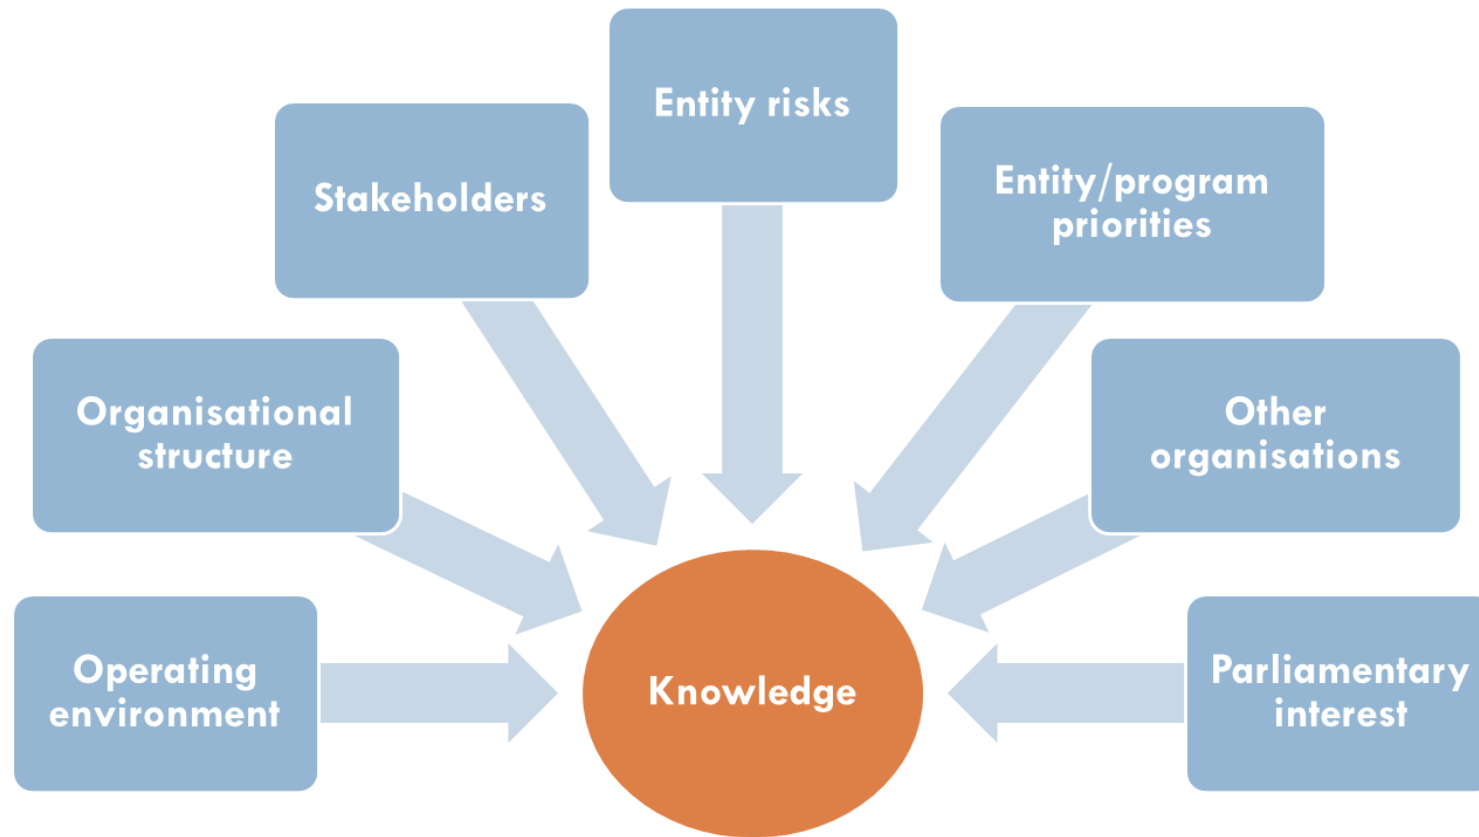 Entity risks
Stakeholders
Entity/program
priorities
Organisational
structure
Other
organisations
Operating
environment
Knowledge
Parliamentary
interest